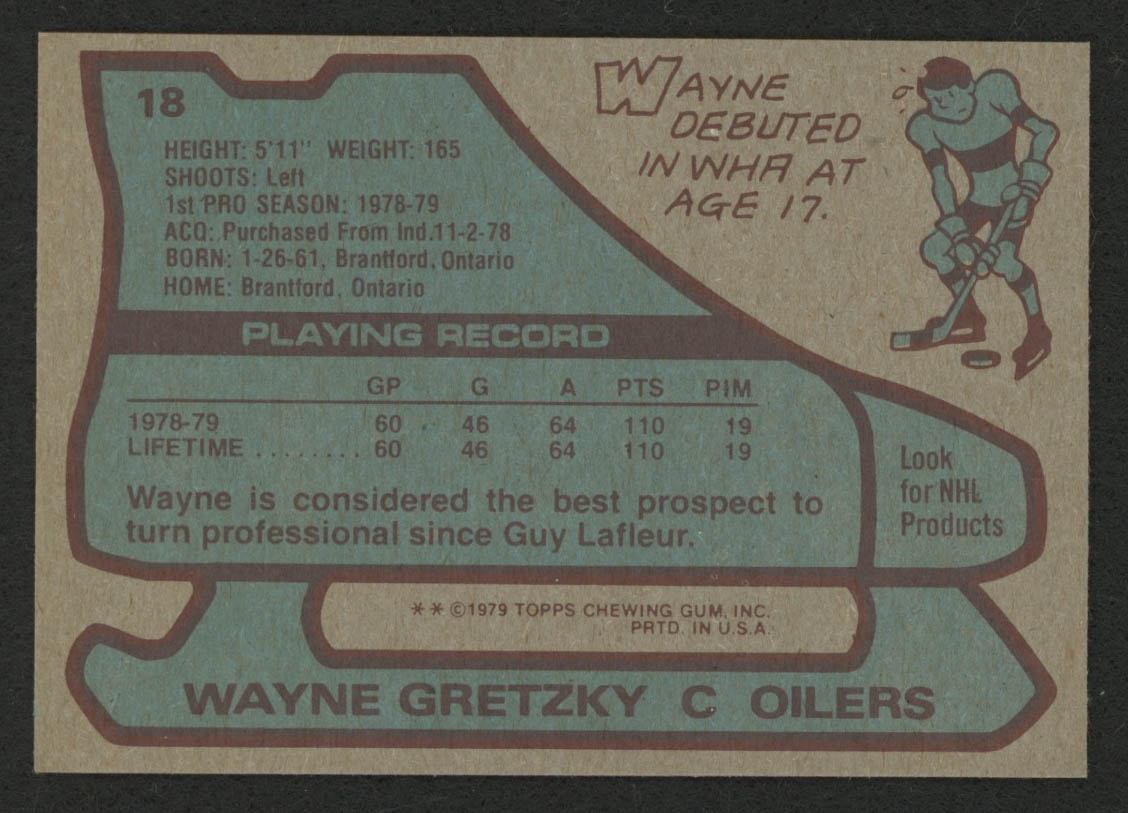 18
HEIGHT: 5'11" WEIGHT: 165
SHOOTS: Left
1st PRO SEASON: 1978-79
ACQ: Purchased From Ind.11-2-78
BORN: 1-26-61, Brantford, Ontario
HOME: Brantford, Ontario
WAYNE
DEBUTED
IN WHA AT
AGE 17.
PLAYING RECORD
GP G A PTS PIM
1978-79 60 46 64 110 19
LIFETIME ........ 60 46 64 110 19
Wayne is considered the best prospect to
turn professional since Guy Lafleur.
Look
for NHL
Products
** ©1979 TOPPS CHEWING GUM, INC.
PRTD. IN U.S.A.
WAYNE GRETZKY C OILERS